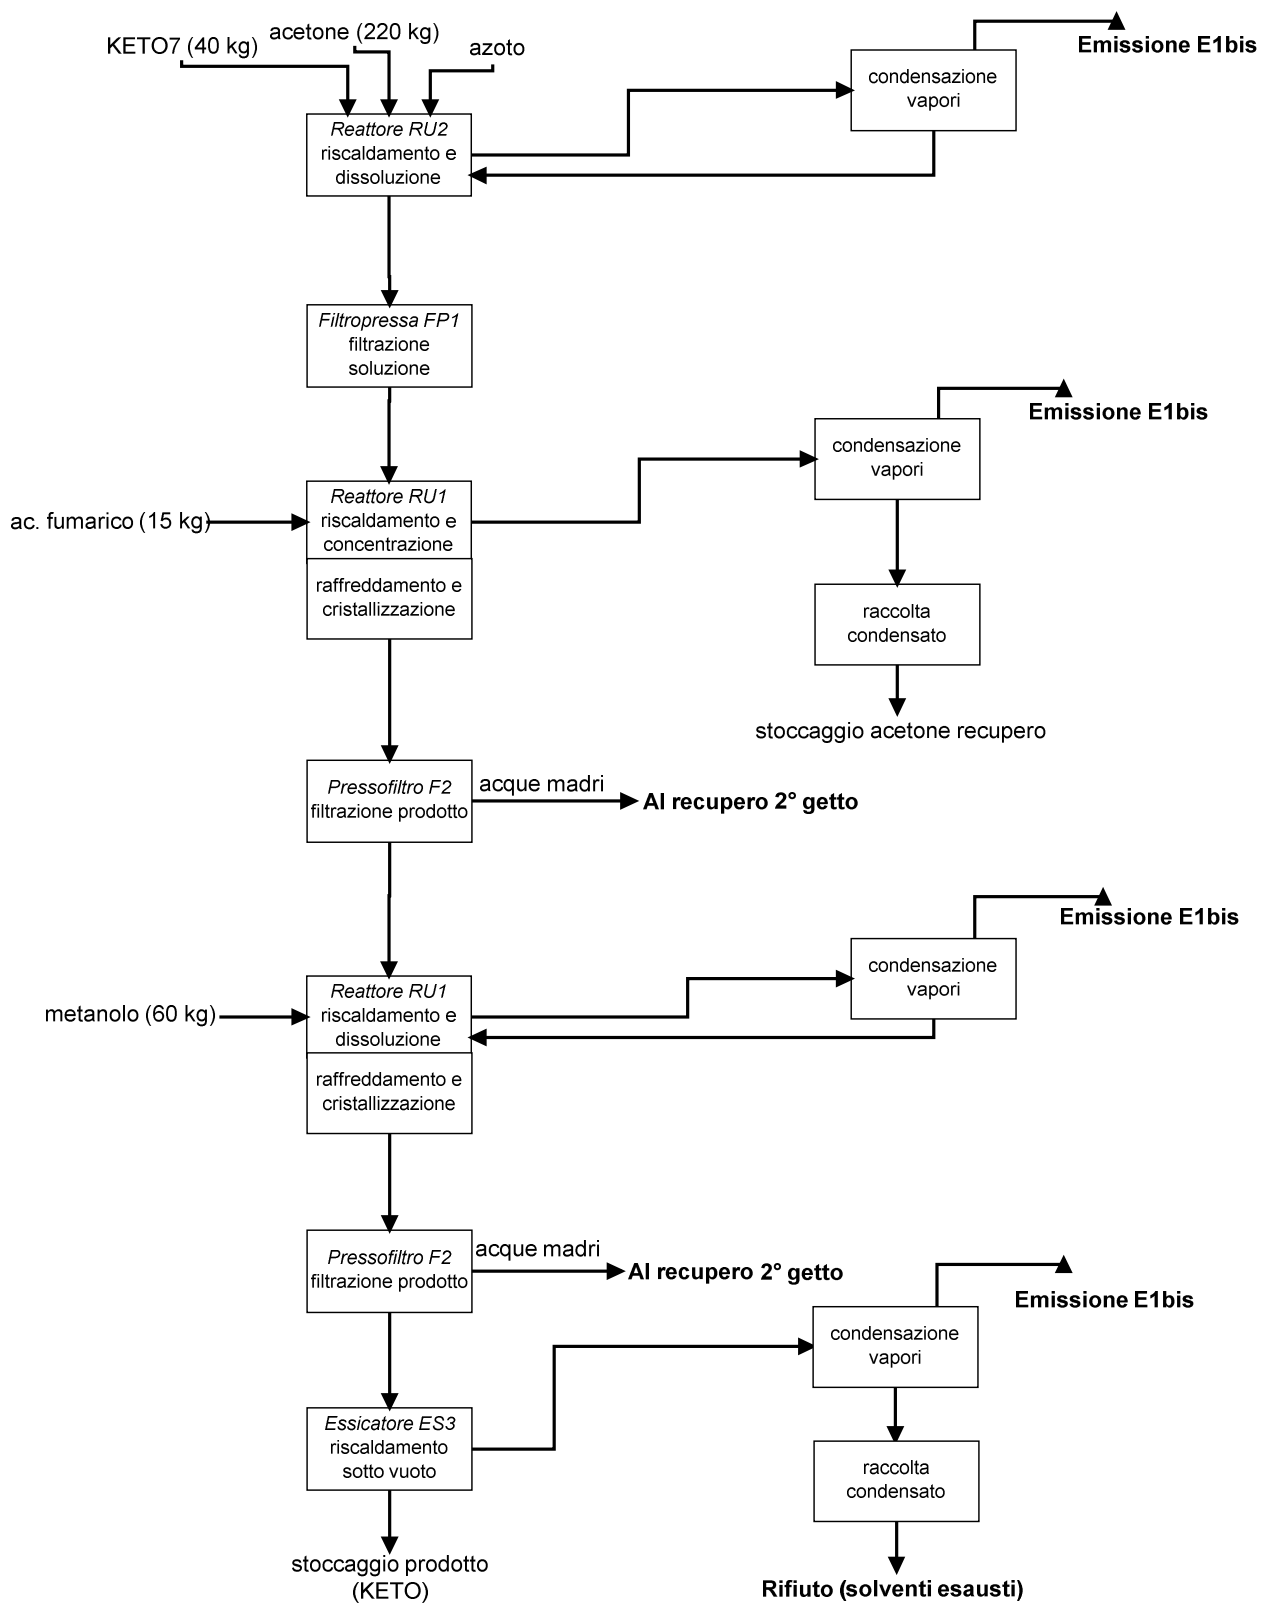 KETO7 (40 kg)
acetone (220 kg)
azoto
Emissione E1bis
condensazione
vapori
Reattore RU2
riscaldamento e
dissoluzione
Filtropressa FP1
filtrazione
soluzione
Emissione E1bis
condensazione
vapori
ac. fumarico (15 kg)
Reattore RU1
riscaldamento e
concentrazione
raffreddamento e
cristallizzazione
raccolta
condensato
stoccaggio acetone recupero
Pressofiltro F2
filtrazione prodotto
acque madri
Al recupero 2° getto
Emissione E1bis
condensazione
vapori
metanolo (60 kg)
Reattore RU1
riscaldamento e
dissoluzione
raffreddamento e
cristallizzazione
Pressofiltro F2
filtrazione prodotto
acque madri
Al recupero 2° getto
Emissione E1bis
condensazione
vapori
Essicatore ES3
riscaldamento
sotto vuoto
raccolta
condensato
stoccaggio prodotto
(KETO)
Rifiuto (solventi esausti)